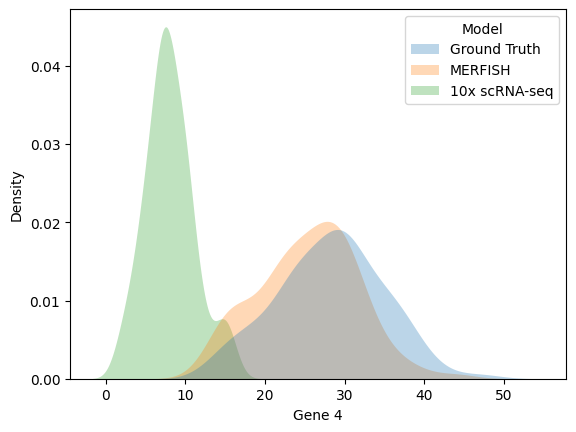 Model
Ground Truth
MERFISH
10x scRNA-seq
0.04
0.03
0.02
0.01
0.00
Density
0 10 20 30 40 50
Gene 4